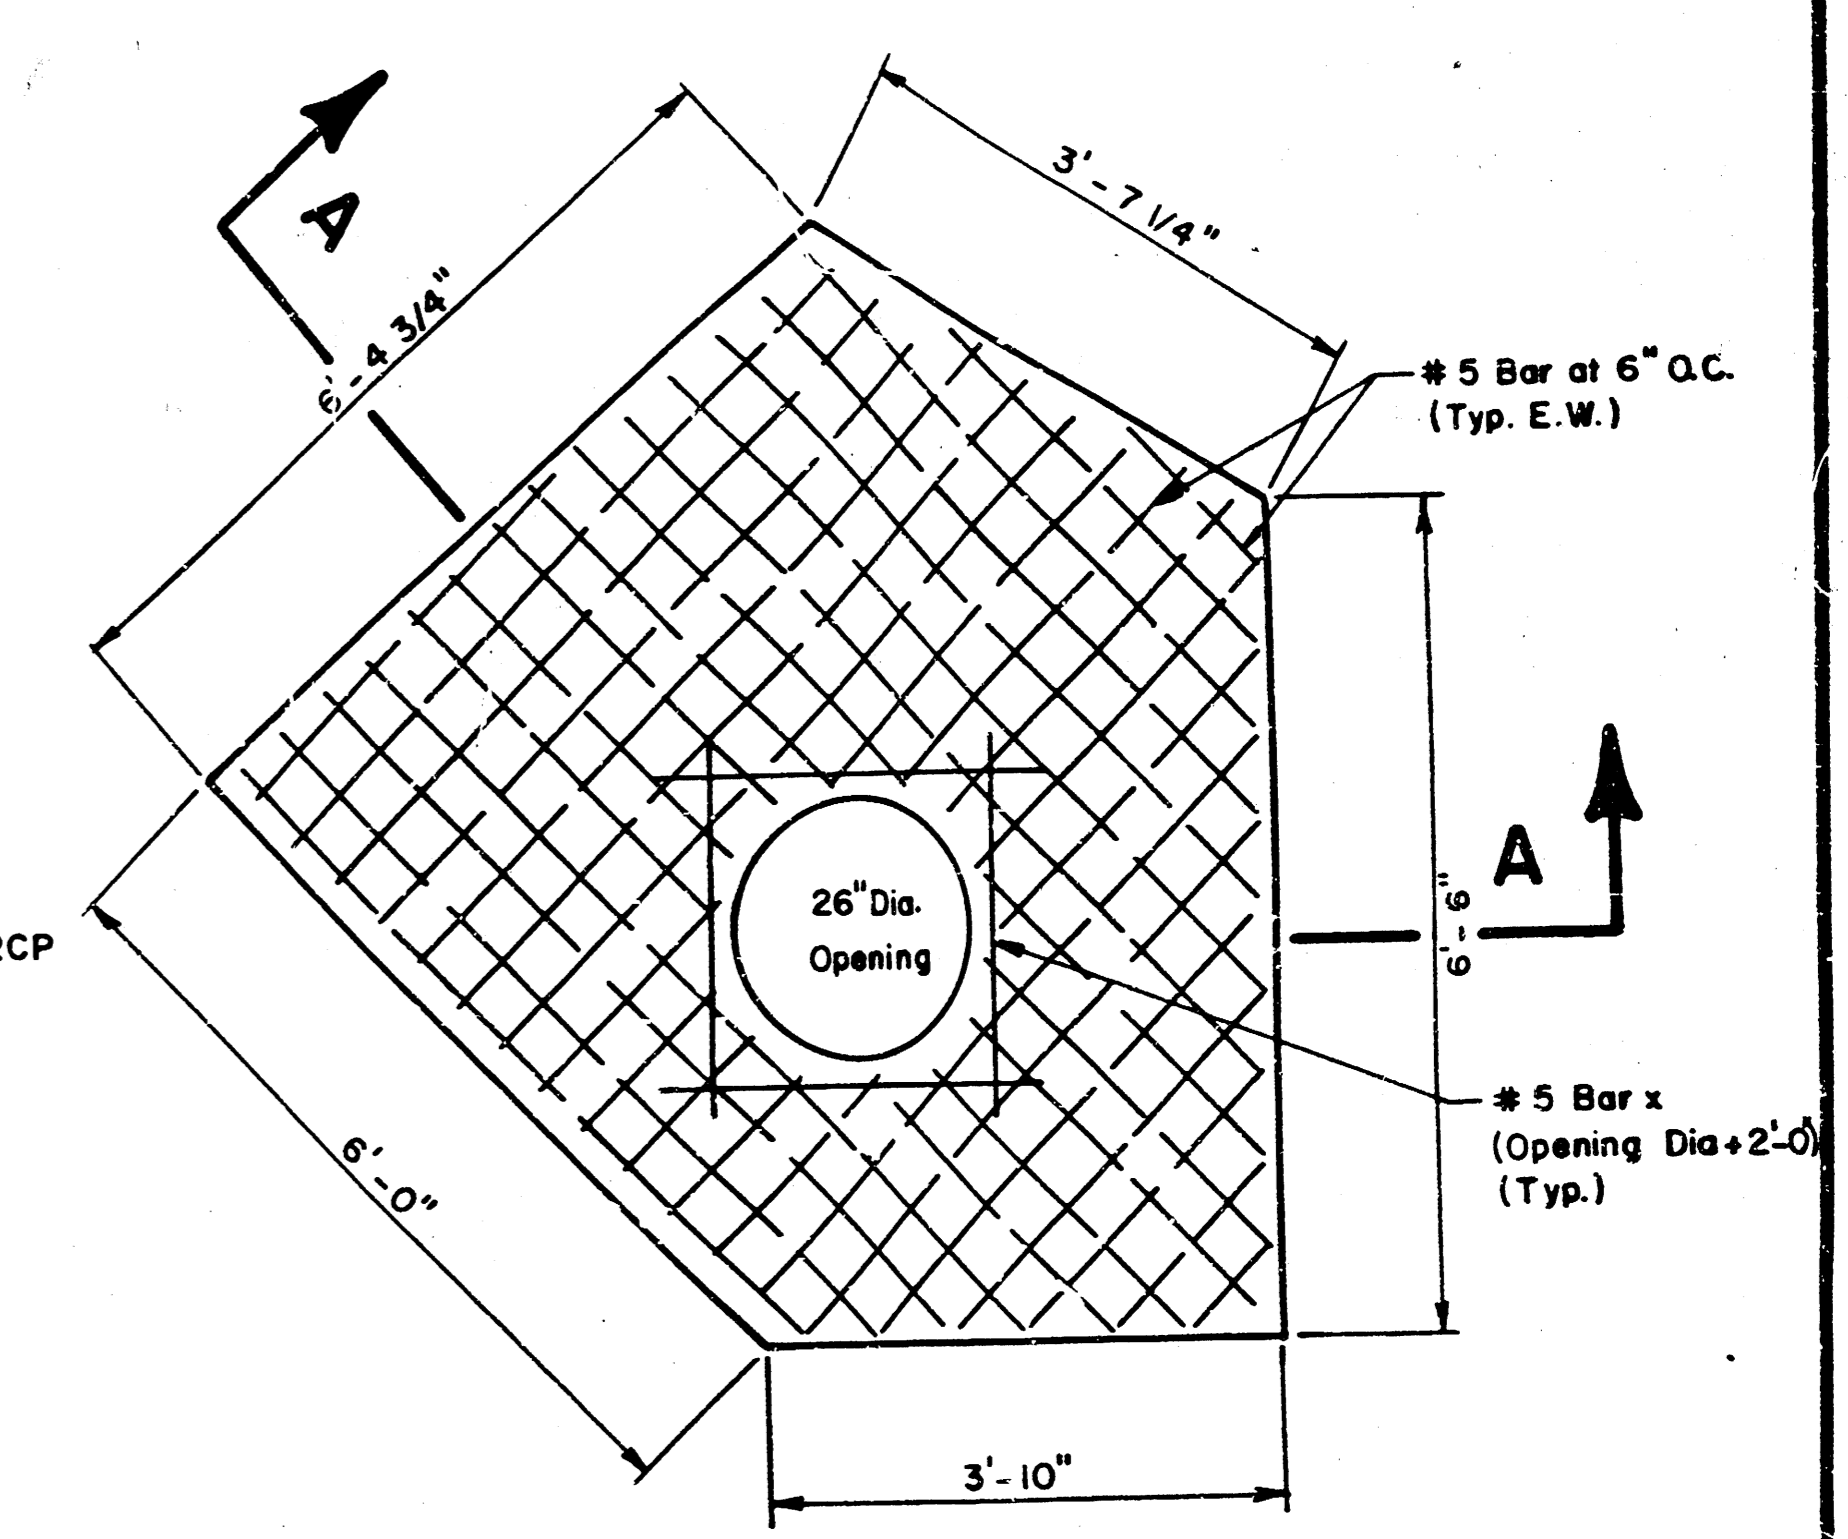 A
3'-7 1/4"
6'-4 3/4"
# 5 Bar at 6" O.C.
(Typ. E.W.)
A
6'-6"
26" Dia.
Opening
RCP
# 5 Bar x
(Opening Dia+2'-0")
(Typ.)
6'-0"
3'-10"